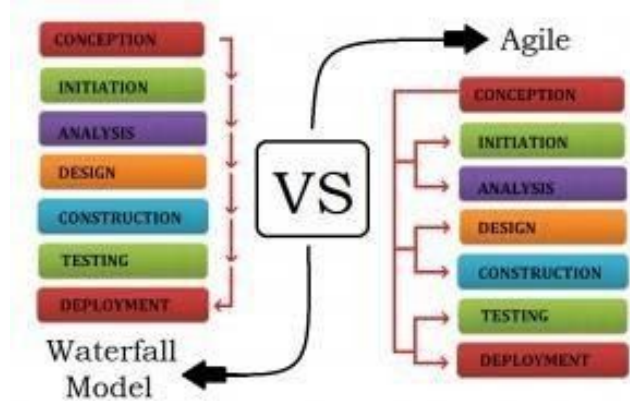 CONCEPTION
INITIATION
ANALYSIS
DESIGN
CONSTRUCTION
TESTING
DEPLOYMENT
Waterfall
Model
VS
Agile
CONCEPTION
INITIATION
ANALYSIS
DESIGN
CONSTRUCTION
TESTING
DEPLOYMENT